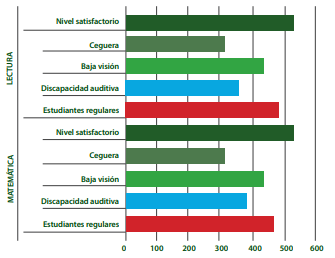 LECTURA
Nivel satisfactorio
Ceguera
Baja visión
Discapacidad auditiva
Estudiantes regulares
MATEMÁTICA
Nivel satisfactorio
Ceguera
Baja visión
Discapacidad auditiva
Estudiantes regulares
0 100 200 300 400 500 600